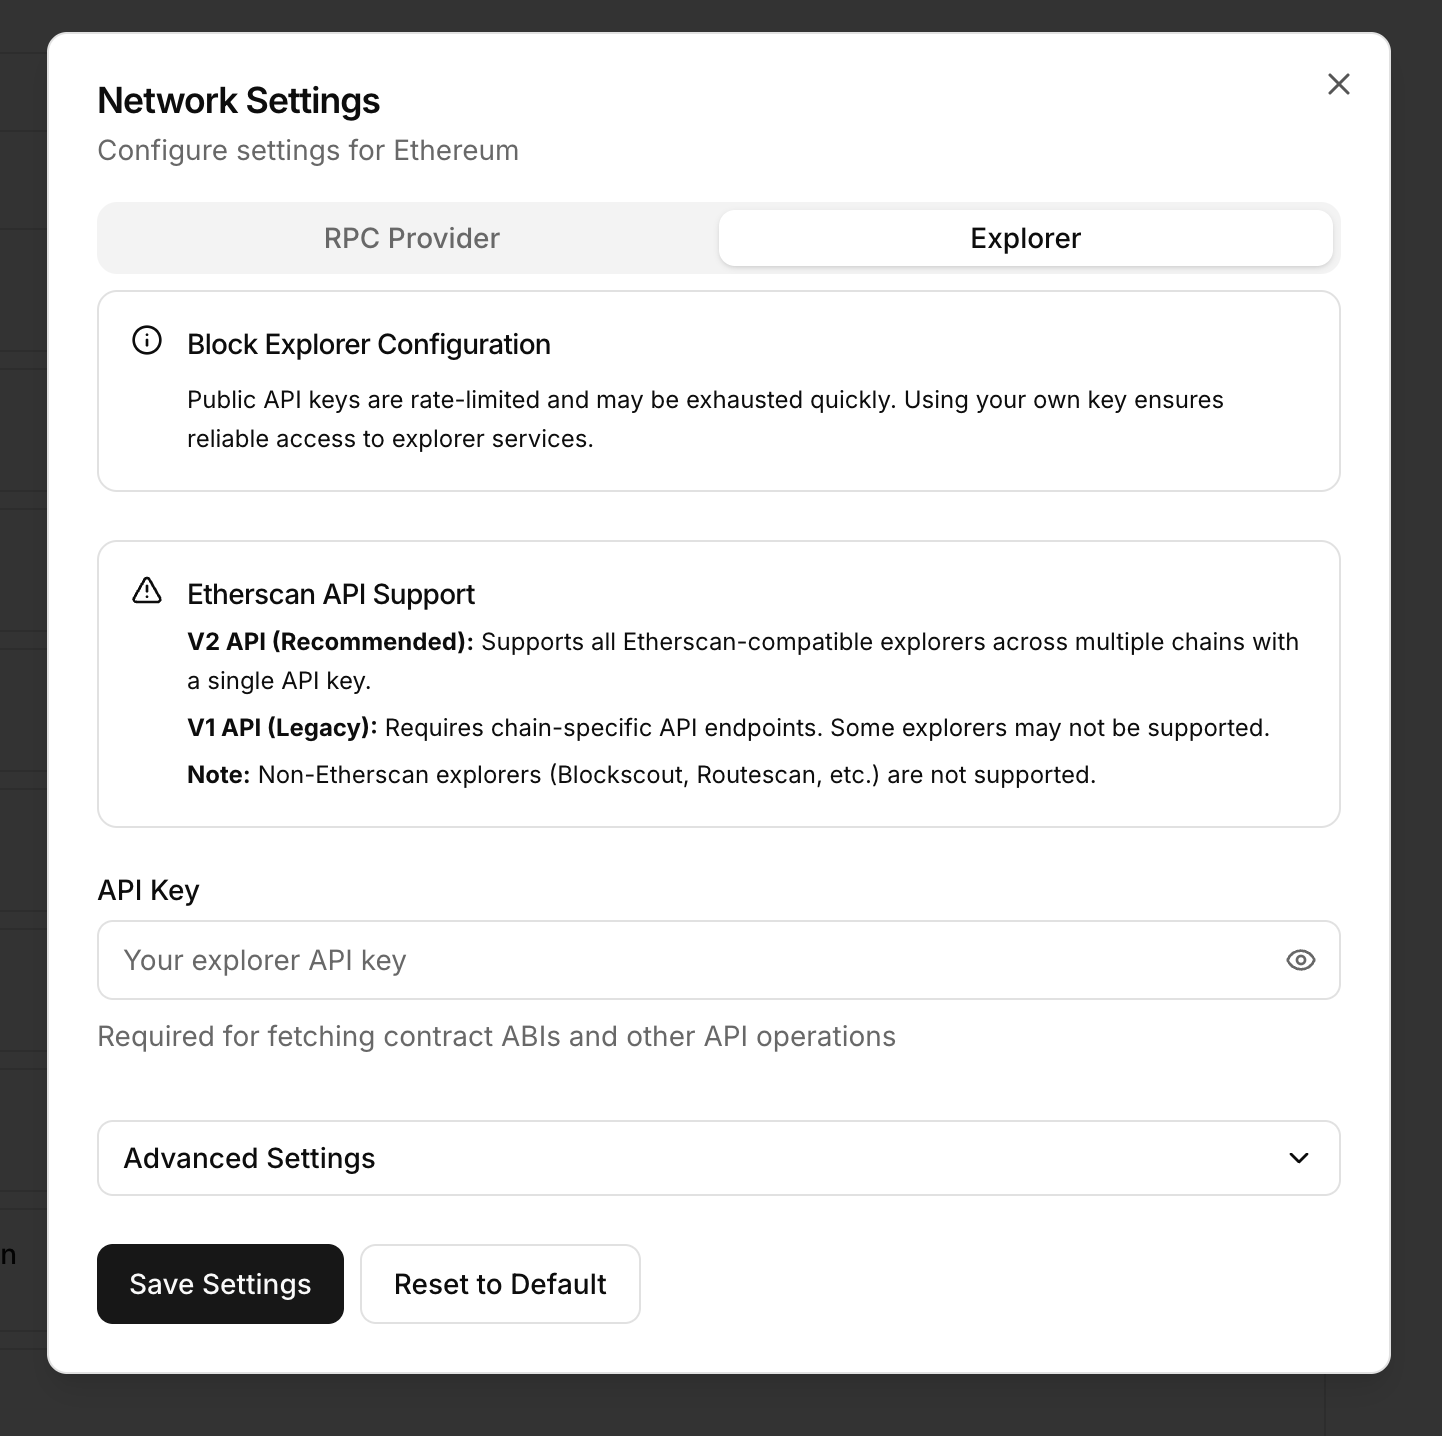 Network Settings
Configure settings for Ethereum
RPC Provider
Explorer
Block Explorer Configuration
Public API keys are rate-limited and may be exhausted quickly. Using your own key ensures
reliable access to explorer services.
Etherscan API Support
V2 API (Recommended): Supports all Etherscan-compatible explorers across multiple chains with
a single API key.
V1 API (Legacy): Requires chain-specific API endpoints. Some explorers may not be supported.
Note: Non-Etherscan explorers (Blockscout, Routescan, etc.) are not supported.
API Key
Your explorer API key
Required for fetching contract ABIs and other API operations
Advanced Settings
n
Save Settings
Reset to Default